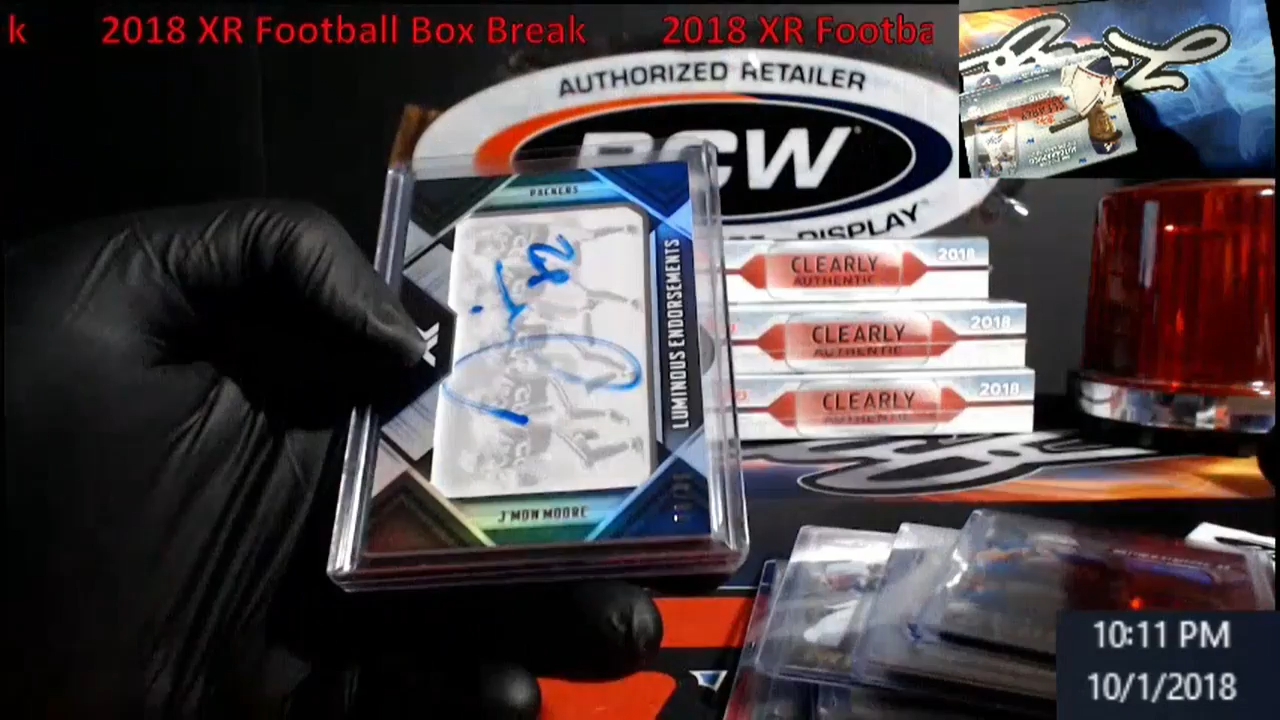 k 2018 XR Football Box Break 2018 XR Footba
AUTHORIZED RETAILER
BCW
DISPLAY
PACKERS
LUMINOUS ENDORSEMENTS
J'MON MOORE
CLEARLY
AUTHENTIC
2018
CLEARLY
AUTHENTIC
2018
CLEARLY
AUTHENTIC
2018
CLEARLY
10:11 PM
10/1/2018